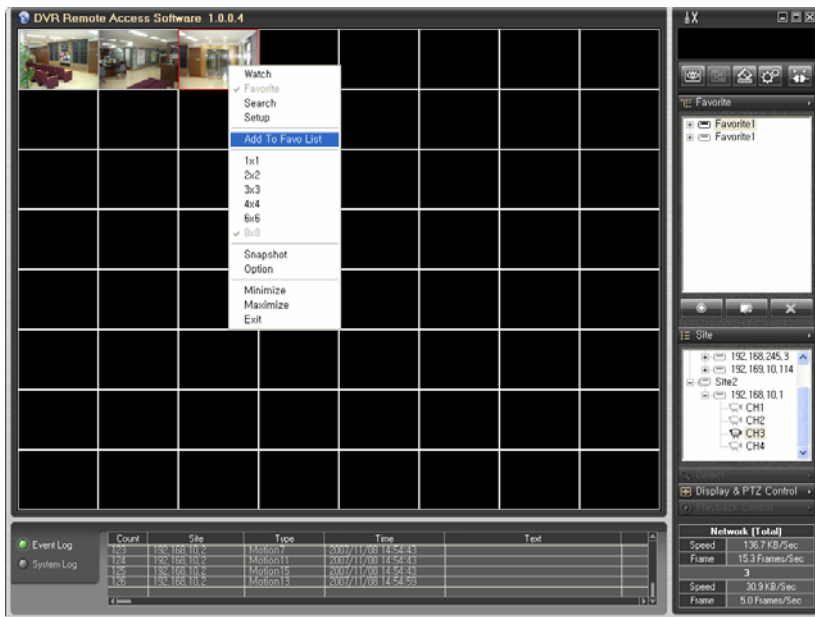 DVR Remote Access Software 1.0.0.4
Watch
Favorite
Search
Setup
Add To Favo List
1x1
2x2
3x3
4x4
6x6
8x8
Snapshot
Option
Minimize
Maximize
Exit
Favorite
Favorite1
Favorite1
Site
192.168.245.3
192.169.10.114
Site2
192.168.10.1
CH1
CH2
CH3
CH4
Detect
Display & PTZ Control
Playback Control
Event Log
System Log
Count Site Type Time Text
123 192.168.10.2 Motion7 2007/11/08 14:54:43
124 192.168.10.2 Motion11 2007/11/08 14:54:43
125 192.168.10.2 Motion15 2007/11/08 14:54:43
126 192.168.10.2 Motion13 2007/11/08 14:54:59
Network [Total]
Speed 136.7 KB/Sec
Frame 15.3 Frames/Sec
3
Speed 30.9 KB/Sec
Frame 5.0 Frames/Sec